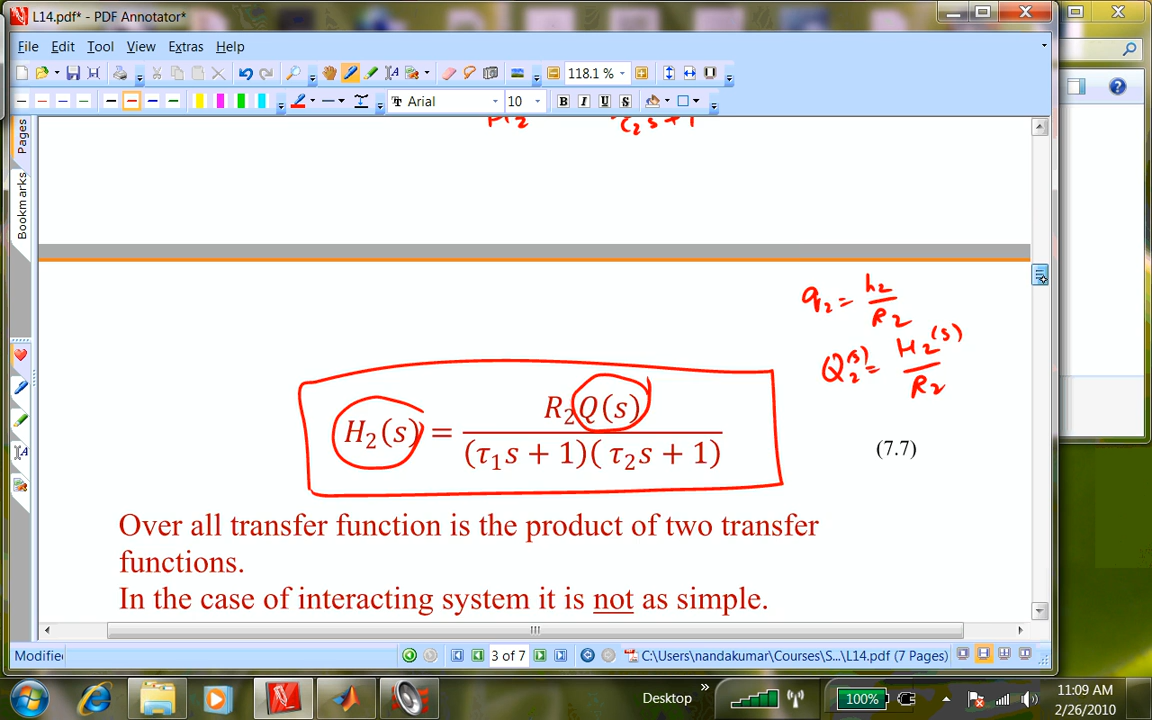 L14.pdf* - PDF Annotator*
File Edit Tool View Extras Help
118.1 %
Arial 10 B I U S
Pages
Bookmarks
τ₂s + 1
q₂ = h₂ / R₂
Q₂(s) = H₂(s) / R₂
H₂(s) = R₂Q(s) / (τ₁s + 1)( τ₂s + 1)
(7.7)
Over all transfer function is the product of two transfer
functions.
In the case of interacting system it is not as simple.
Modifie 3 of 7 C:\Users\nandakumar\Courses\S...\L14.pdf (7 Pages)
Desktop » 100% 11:09 AM
2/26/2010